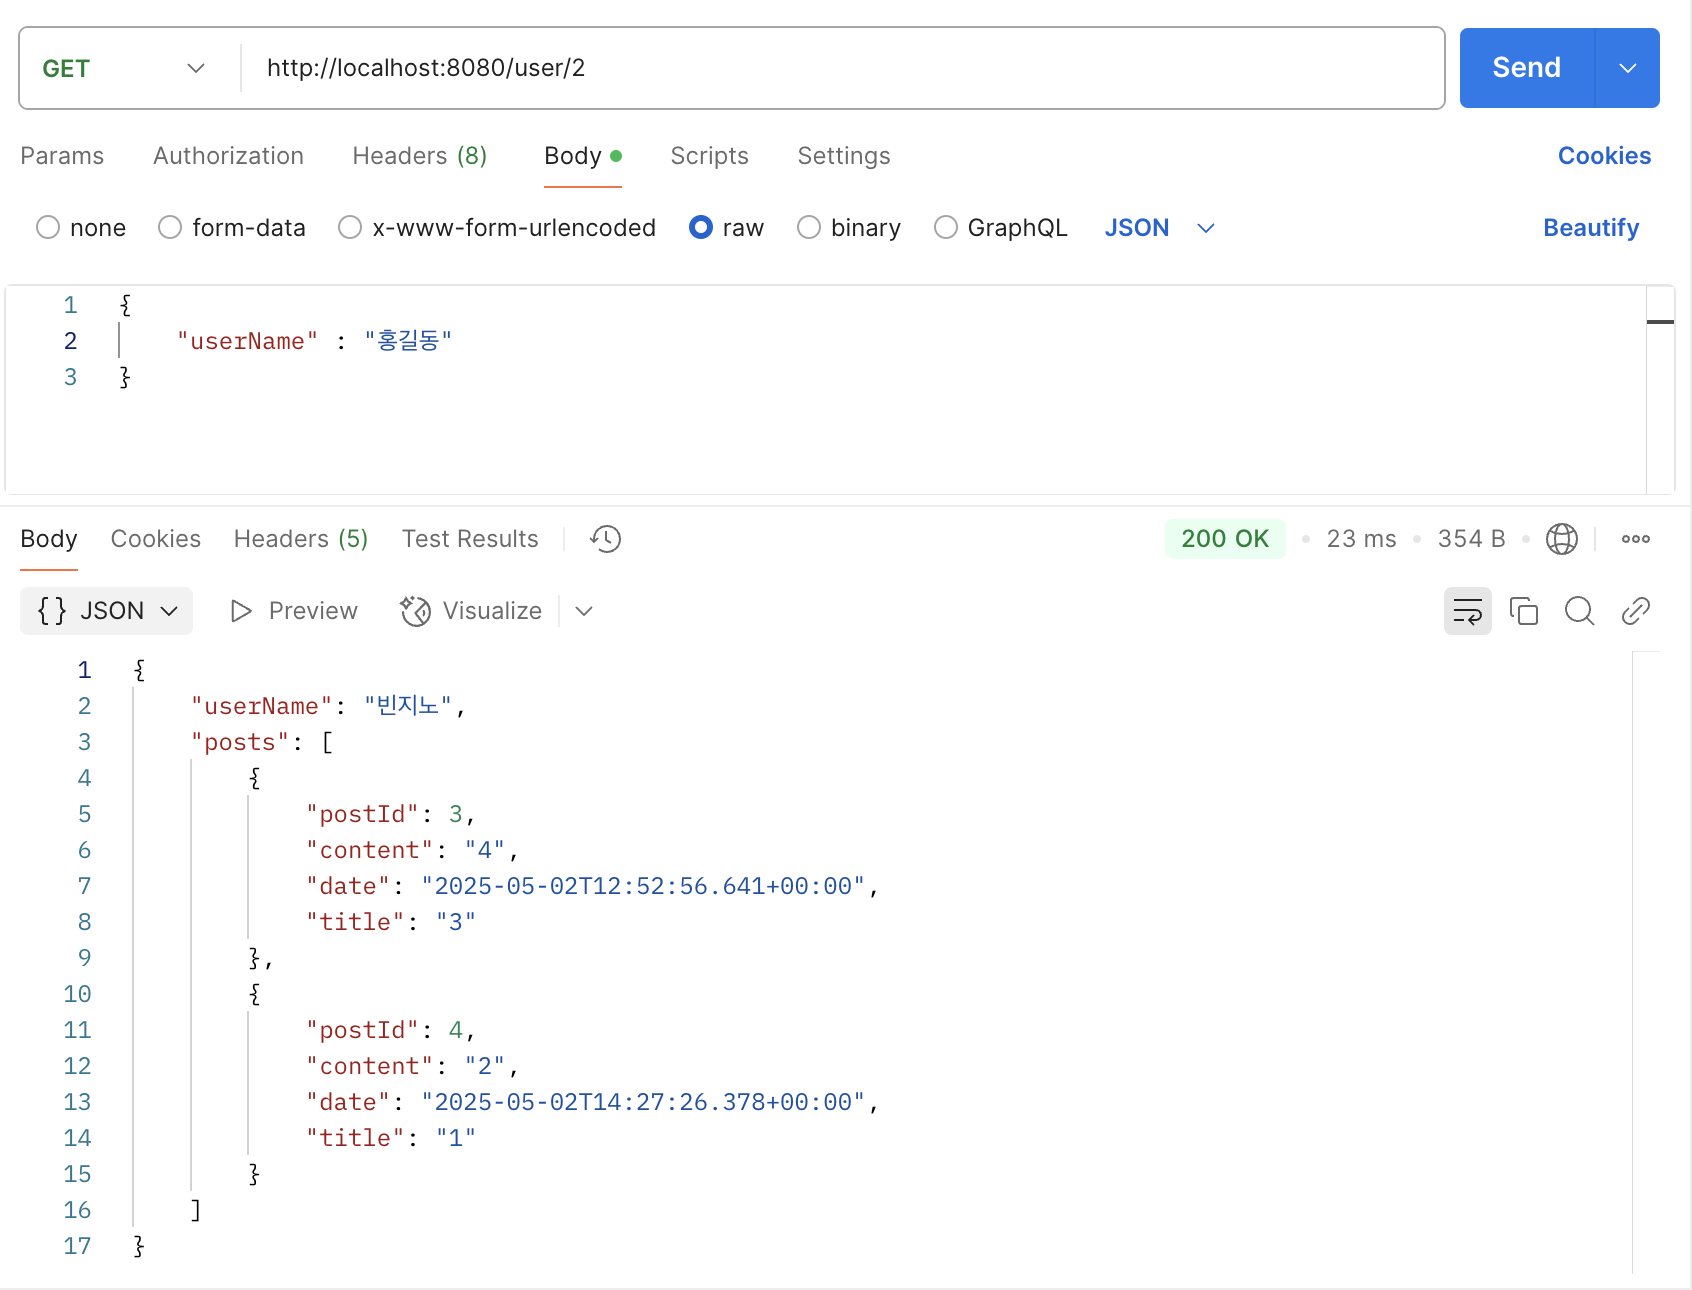 GET http://localhost:8080/user/2 Send
Params Authorization Headers (8) Body Scripts Settings Cookies
none form-data x-www-form-urlencoded raw binary GraphQL JSON Beautify
1 {
2 "userName" : "홍길동"
3 }
Body Cookies Headers (5) Test Results 200 OK 23 ms 354 B
{ } JSON Preview Visualize
1 {
2 "userName": "빈지노",
3 "posts": [
4 {
5 "postId": 3,
6 "content": "4",
7 "date": "2025-05-02T12:52:56.641+00:00",
8 "title": "3"
9 },
10 {
11 "postId": 4,
12 "content": "2",
13 "date": "2025-05-02T14:27:26.378+00:00",
14 "title": "1"
15 }
16 ]
17 }